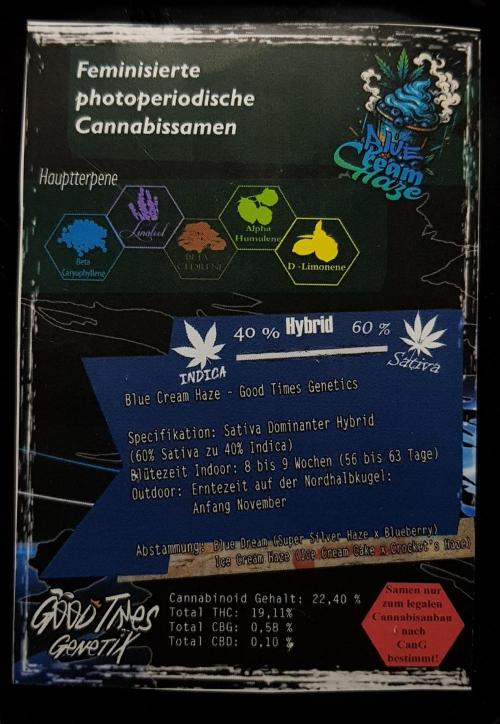 Feminisierte
photoperiodische
Cannabissamen
Blue
Cream
Haze
Hauptterpene
Beta
Caryophyllene
Linalool
BETA
CEDRENE
Alpha
Humulene
D-Limonene
INDICA
40 % Hybrid 60 %
Sativa
Blue Cream Haze - Good Times Genetics
Specifikation: Sativa Dominanter Hybrid
(60% Sativa zu 40% Indica)
Blütezeit Indoor: 8 bis 9 Wochen (56 bis 63 Tage)
Outdoor: Erntezeit auf der Nordhalbkugel:
Anfang November
Abstammung: Blue Dream (Super Silver Haze x Blueberry)
Ice Cream Haze (Ice Cream Cake x Crocket's Haze)
GOOD TIMES
GENETIX
Cannabinoid Gehalt: 22,40 %
Total THC: 19,11%
Total CBG: 0,58 %
Total CBD: 0,10 %
Samen nur
zum legalen
Cannabisanbau
nach
CanG
bestimmt!